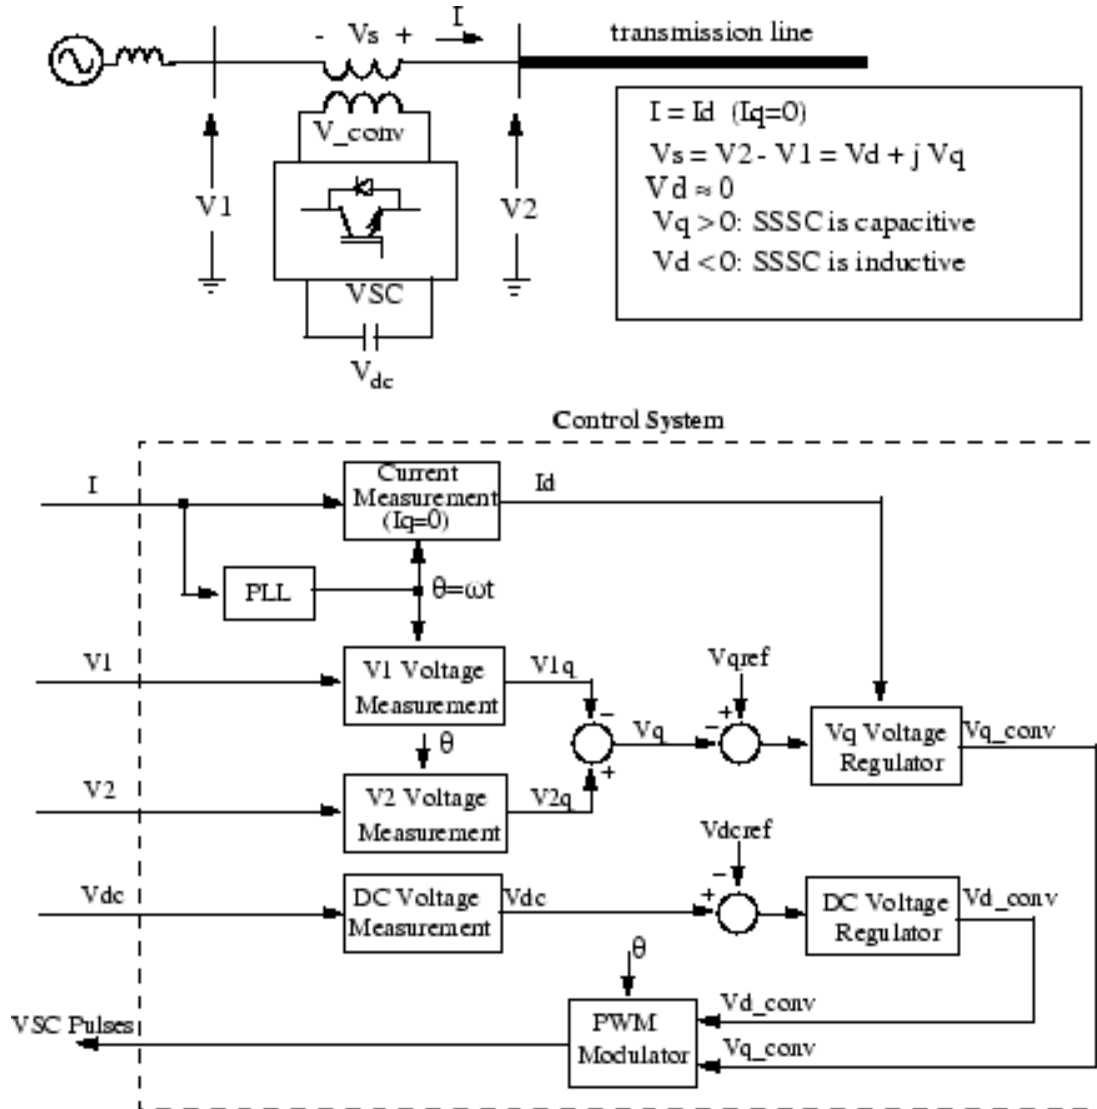 I
- Vs +
transmission line
V_conv
I = Id (Iq=0)
Vs = V2 - V1 = Vd + j Vq
Vd ≈ 0
Vq > 0: SSSC is capacitive
Vd < 0: SSSC is inductive
V1
V2
VSC
Vdc
Control System
I
Current
Measurement
(Iq=0)
Id
PLL
θ=ωt
V1
V1 Voltage
Measurement
V1q
Vqref
θ
−
+
Vq
−
+
Vq Voltage
Regulator
Vq_conv
V2
V2 Voltage
Measurement
V2q
Vdcref
Vdc
DC Voltage
Measurement
Vdc
−
+
DC Voltage
Regulator
Vd_conv
θ
VSC Pulses
PWM
Modulator
Vd_conv
Vq_conv